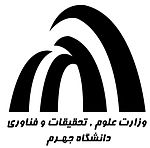 وزارت علوم ، تحقیقات و فناوری
دانشگاه جهرم